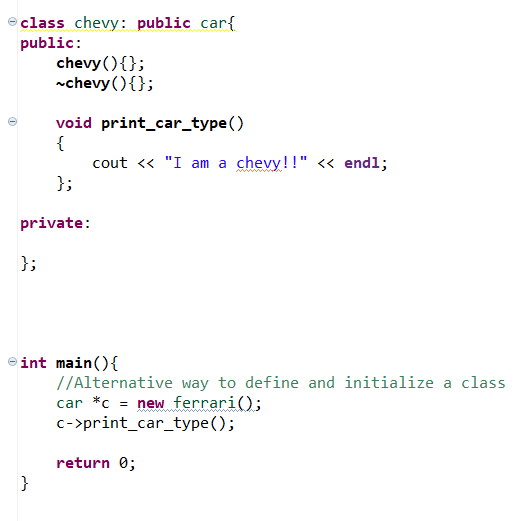 class chevy: public car{
public:
    chevy(){};
    ~chevy(){};
    void print_car_type()
    {
        cout << "I am a chevy!!" << endl;
    };
private:
};
int main(){
    //Alternative way to define and initialize a class
    car *c = new ferrari();
    c->print_car_type();
    return 0;
}